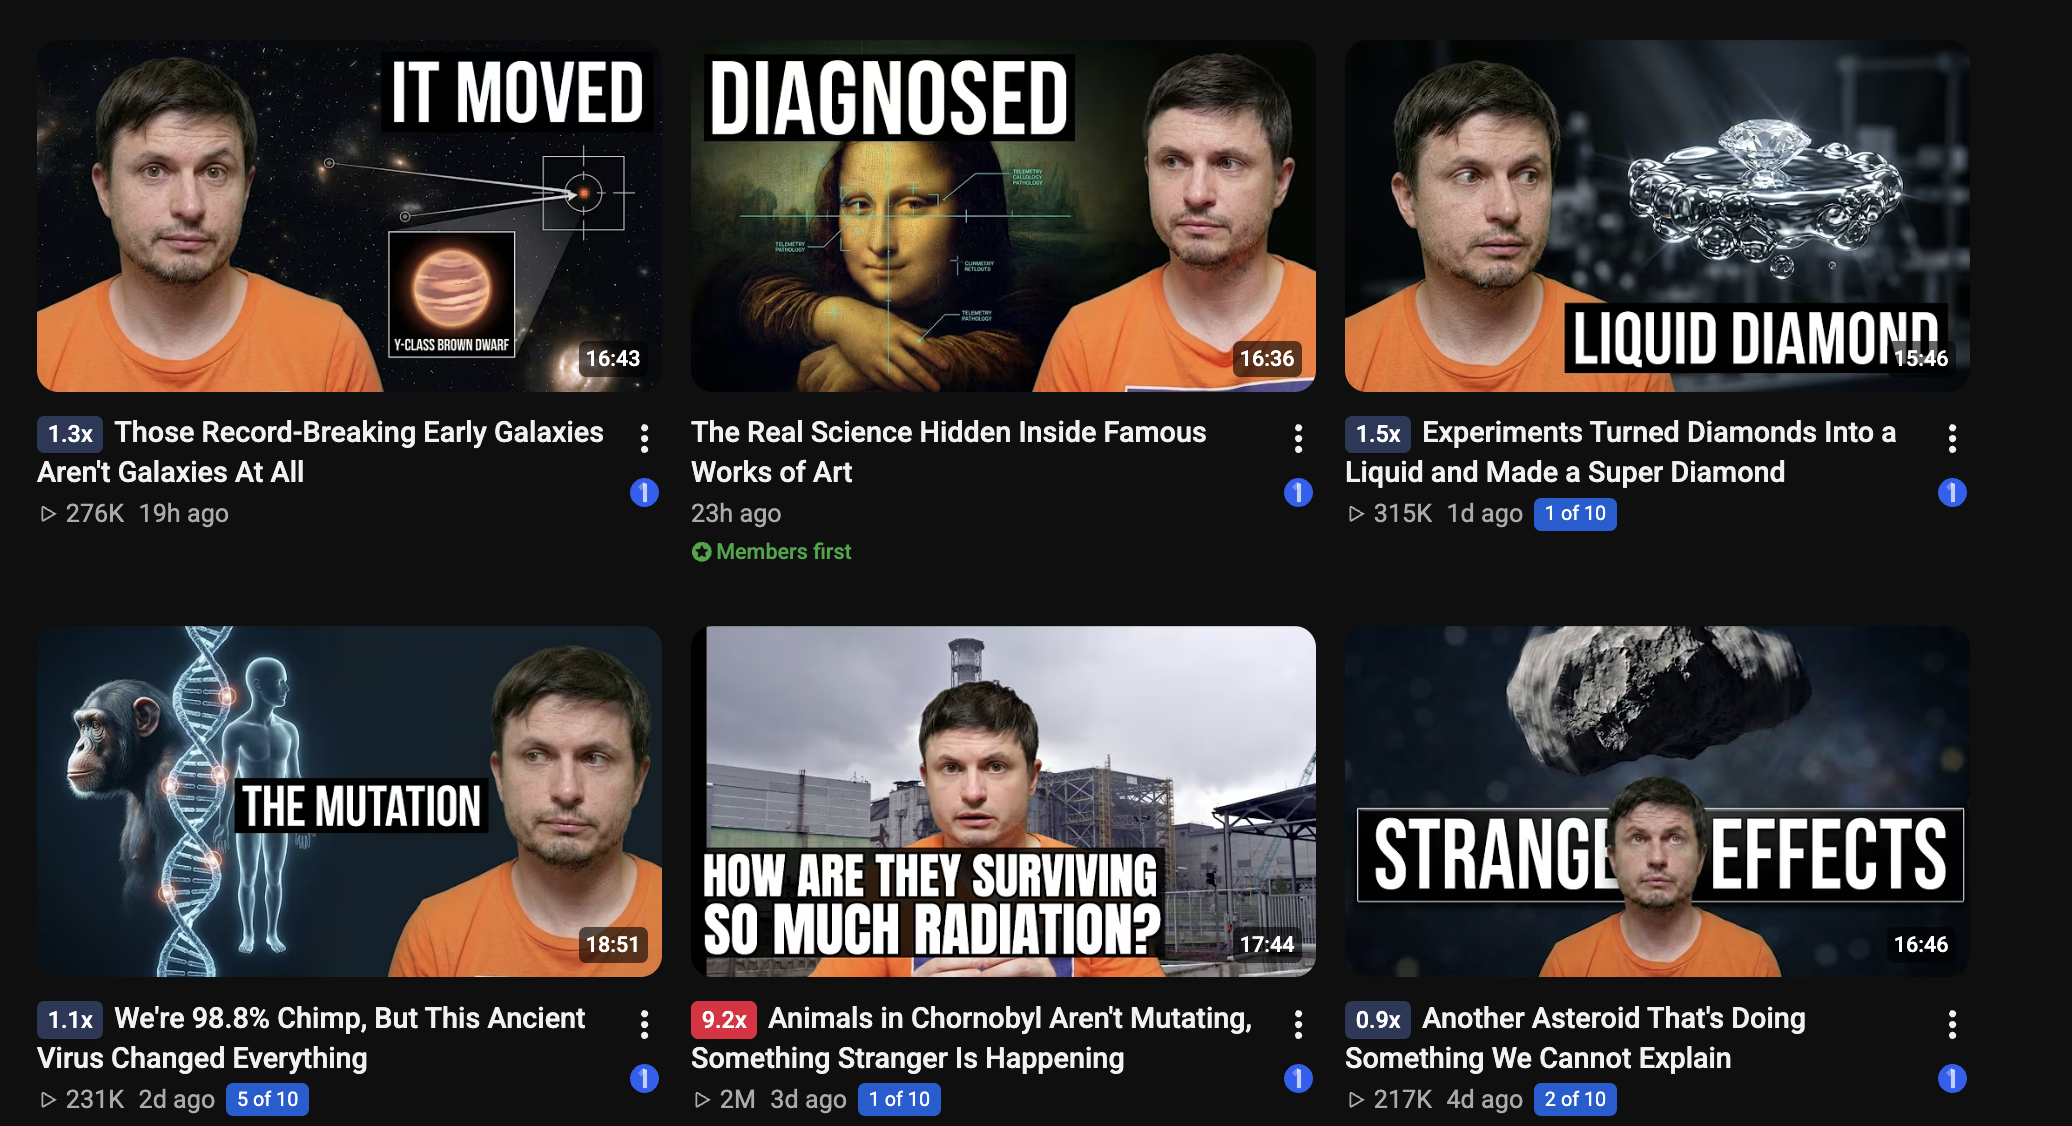 IT MOVED
Y-CLASS BROWN DWARF
16:43
1.3x Those Record-Breaking Early Galaxies
Aren't Galaxies At All
276K 19h ago
DIAGNOSED
TELEMETRY
PATHOLOGY
TELEMETRY
PATHOLOGY
TELEMETRY
PATHOLOGY
16:36
The Real Science Hidden Inside Famous
Works of Art
23h ago
Members first
LIQUID DIAMOND
15:46
1.5x Experiments Turned Diamonds Into a
Liquid and Made a Super Diamond
315K 1d ago 1 of 10
THE MUTATION
18:51
1.1x We're 98.8% Chimp, But This Ancient
Virus Changed Everything
231K 2d ago 5 of 10
HOW ARE THEY SURVIVING
SO MUCH RADIATION?
17:44
9.2x Animals in Chornobyl Aren't Mutating,
Something Stranger Is Happening
2M 3d ago 1 of 10
STRANGE EFFECTS
16:46
0.9x Another Asteroid That's Doing
Something We Cannot Explain
217K 4d ago 2 of 10